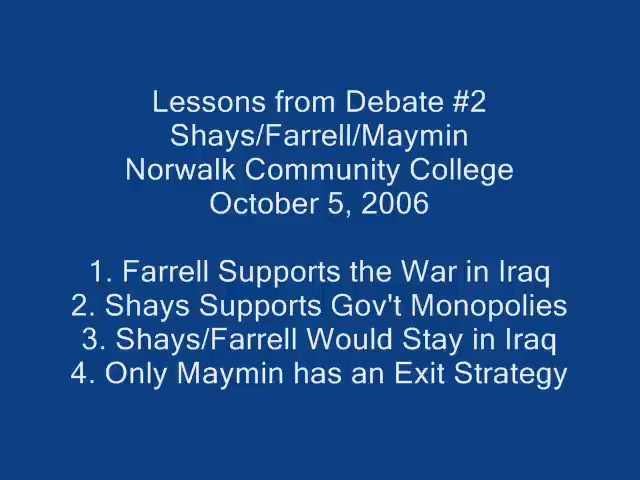 Lessons from Debate #2
Shays/Farrell/Maymin
Norwalk Community College
October 5, 2006
1. Farrell Supports the War in Iraq
2. Shays Supports Gov't Monopolies
3. Shays/Farrell Would Stay in Iraq
4. Only Maymin has an Exit Strategy